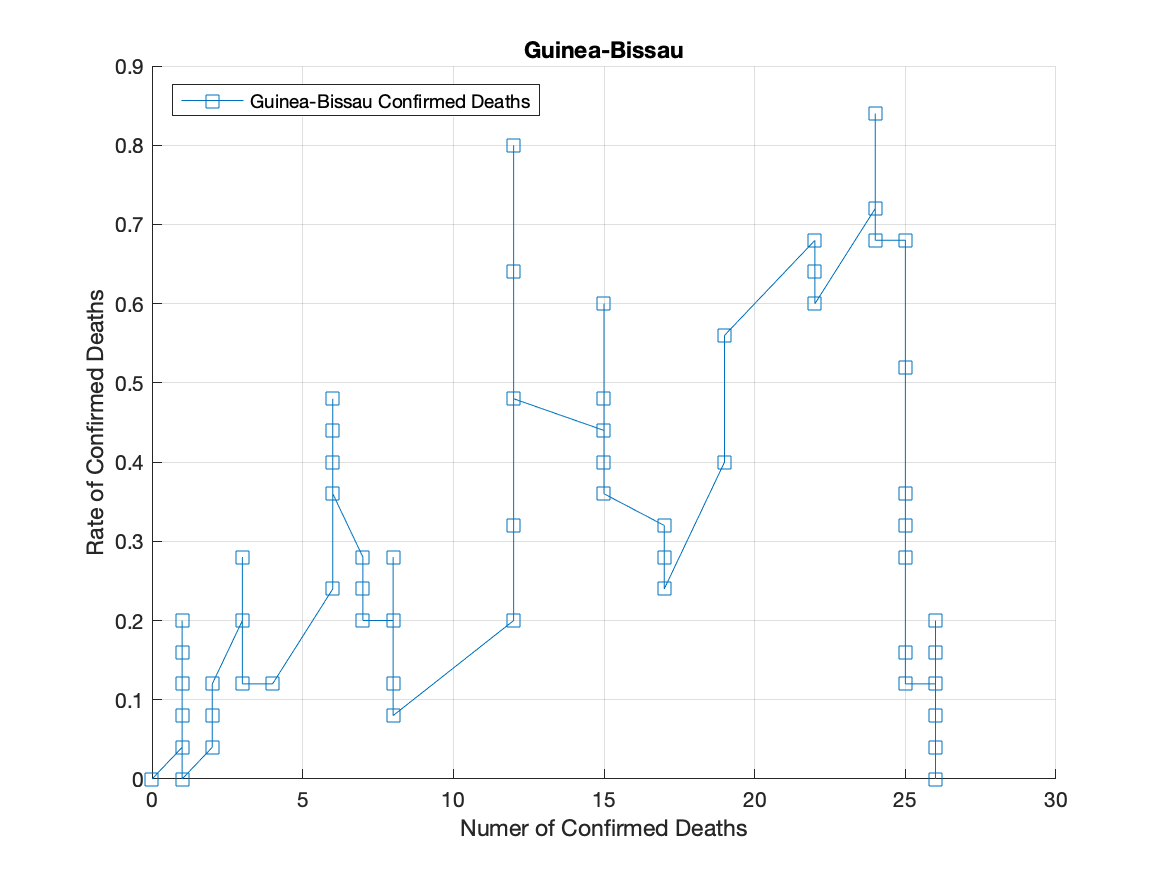 Guinea-Bissau
0.9
Guinea-Bissau Confirmed Deaths
0.8
0.7
0.6
0.5
0.4
0.3
0.2
0.1
0
Rate of Confirmed Deaths
0 5 10 15 20 25 30
Numer of Confirmed Deaths